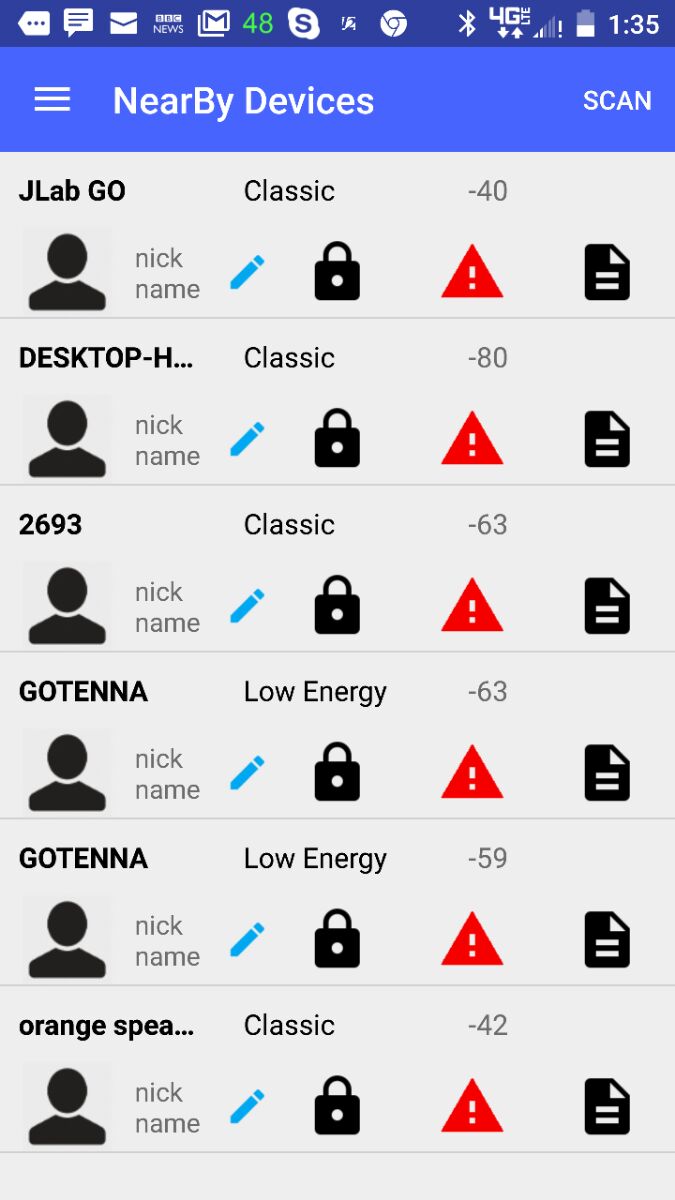 BBC NEWS 48 4G LTE 1:35
NearBy Devices SCAN
JLab GO Classic -40
nick
name
DESKTOP-H... Classic -80
nick
name
2693 Classic -63
nick
name
GOTENNA Low Energy -63
nick
name
GOTENNA Low Energy -59
nick
name
orange spea... Classic -42
nick
name